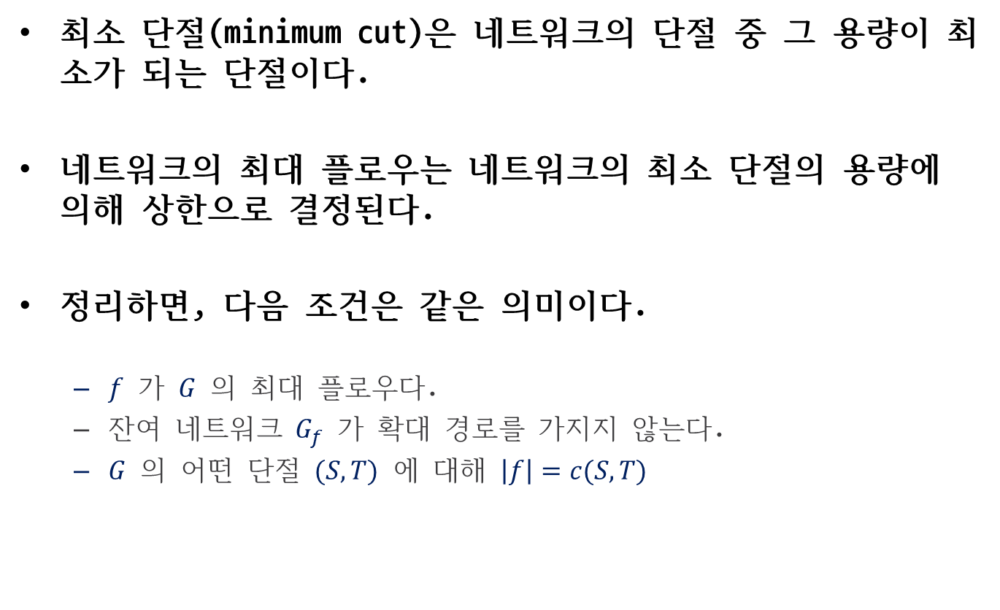 • 최소 단절(minimum cut)은 네트워크의 단절 중 그 용량이 최
소가 되는 단절이다.
• 네트워크의 최대 플로우는 네트워크의 최소 단절의 용량에
의해 상한으로 결정된다.
• 정리하면, 다음 조건은 같은 의미이다.
– f 가 G 의 최대 플로우다.
– 잔여 네트워크 G_f 가 확대 경로를 가지지 않는다.
– G 의 어떤 단절 (S,T) 에 대해 |f| = c(S,T)